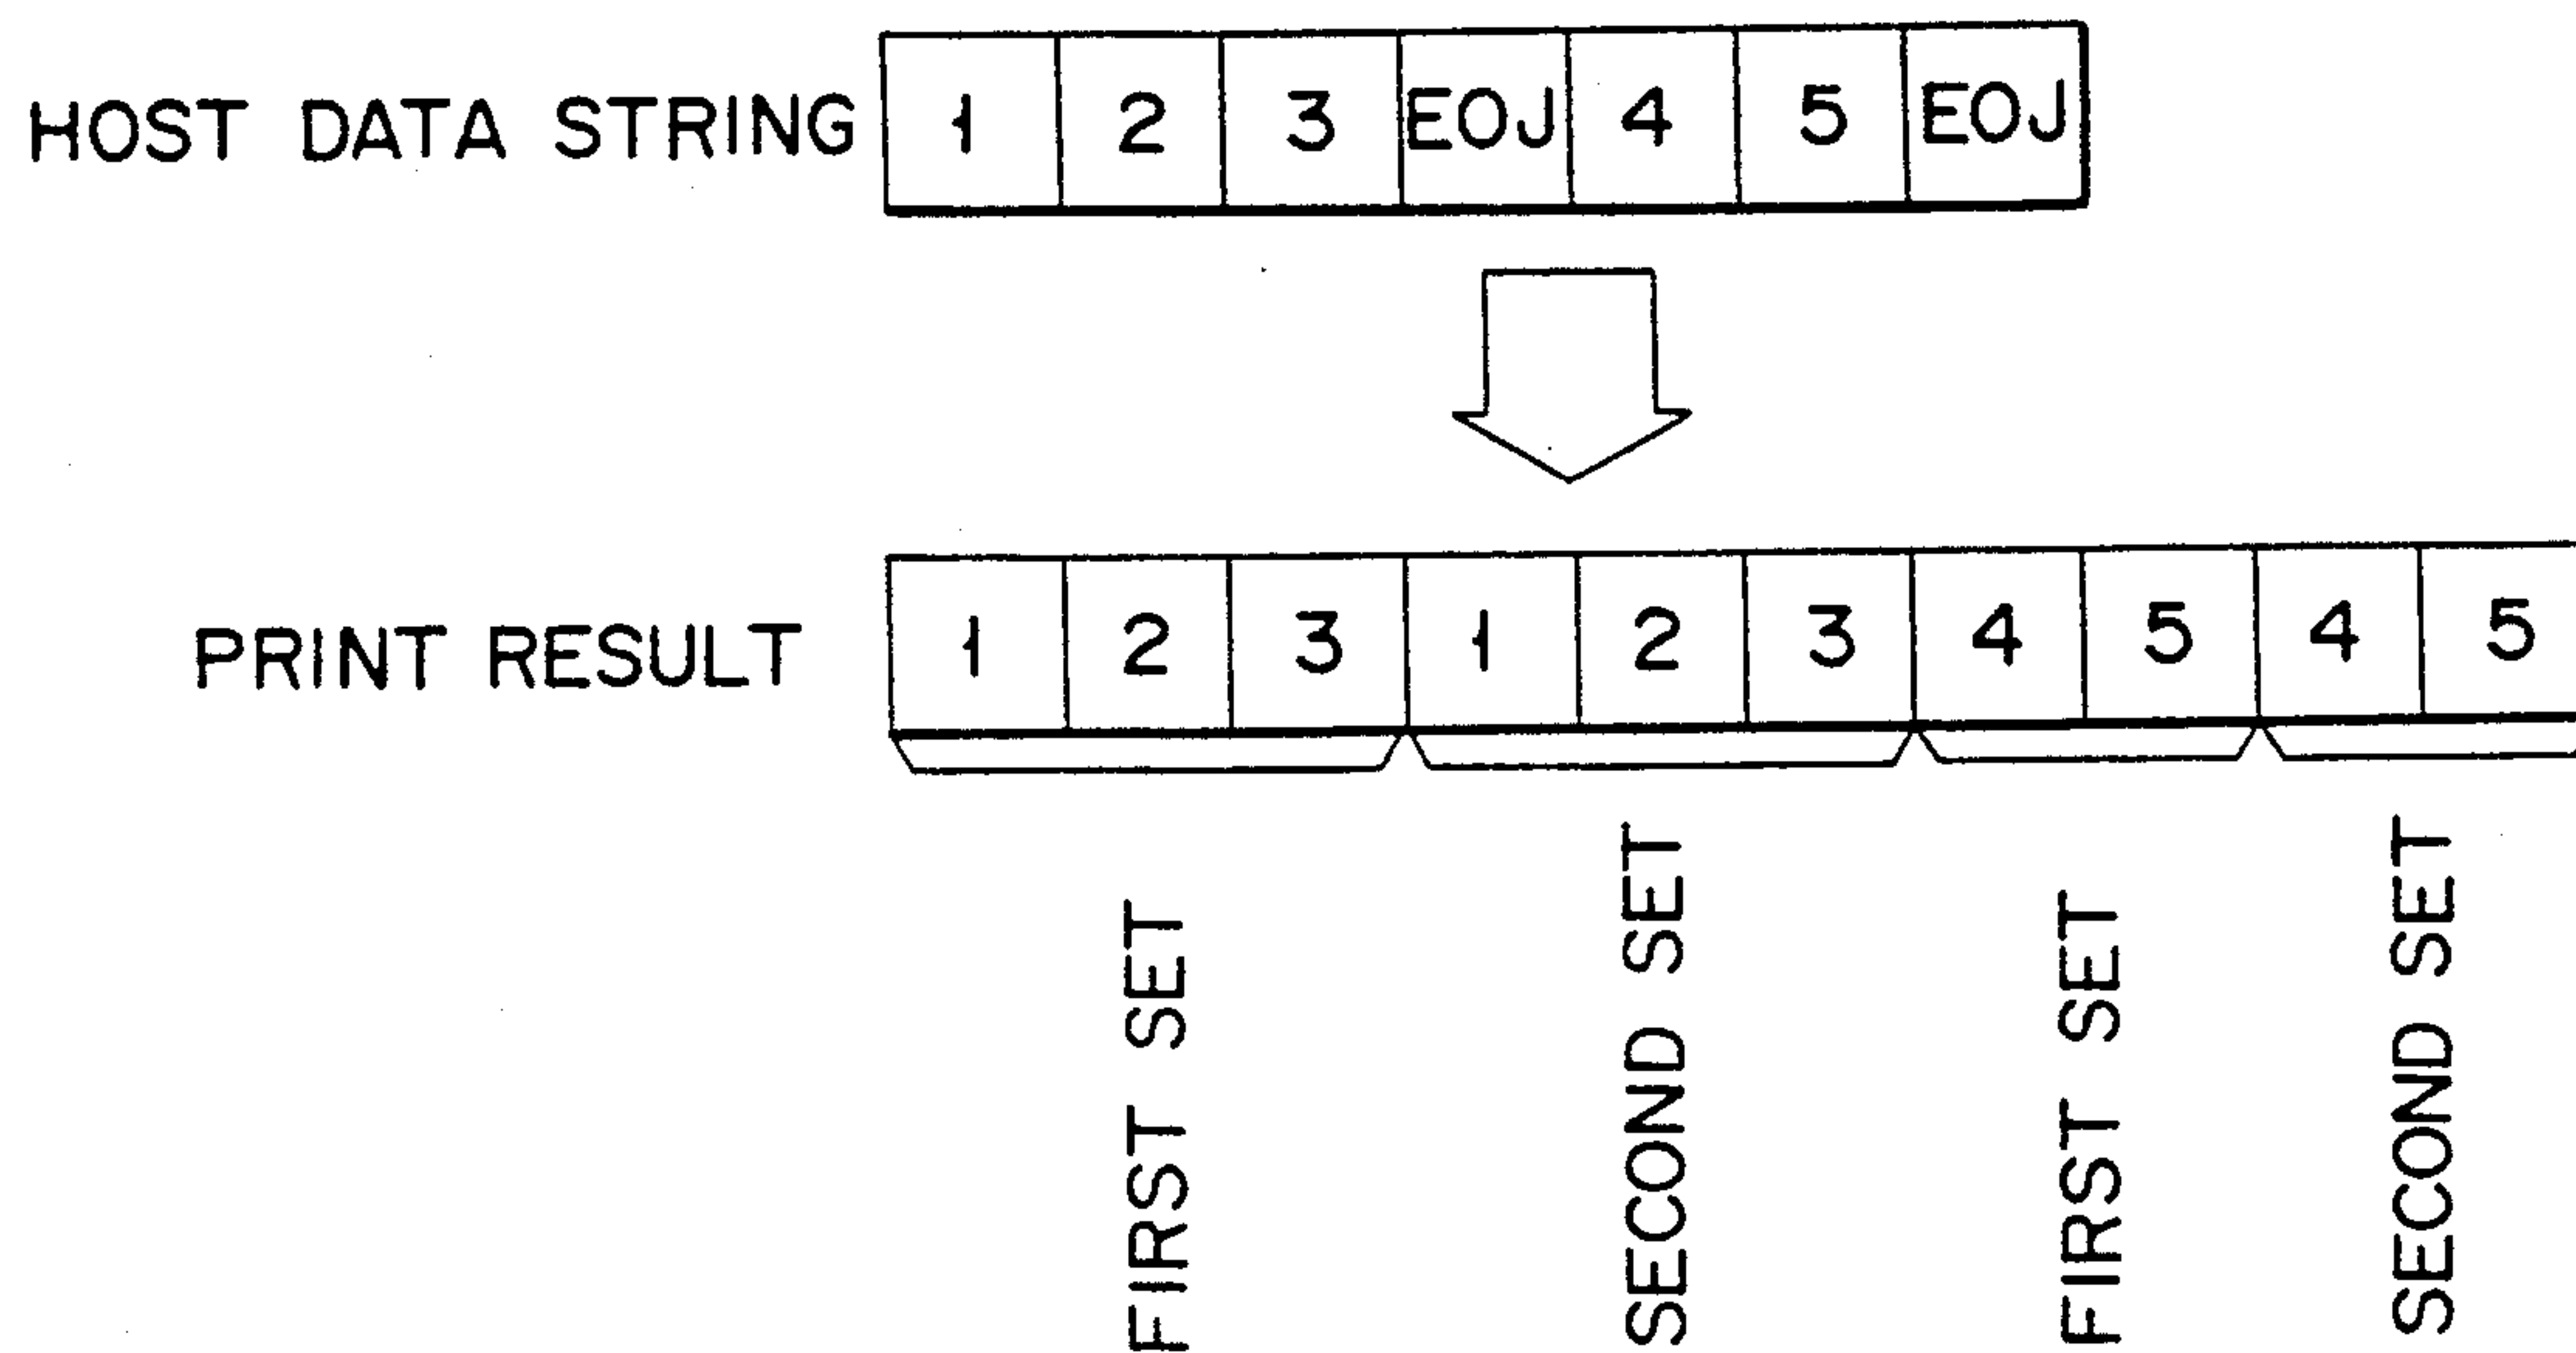 HOST DATA STRING 1 2 3 EOJ 4 5 EOJ
PRINT RESULT 1 2 3 1 2 3 4 5 4 5
FIRST SET
SECOND SET
FIRST SET
SECOND SET